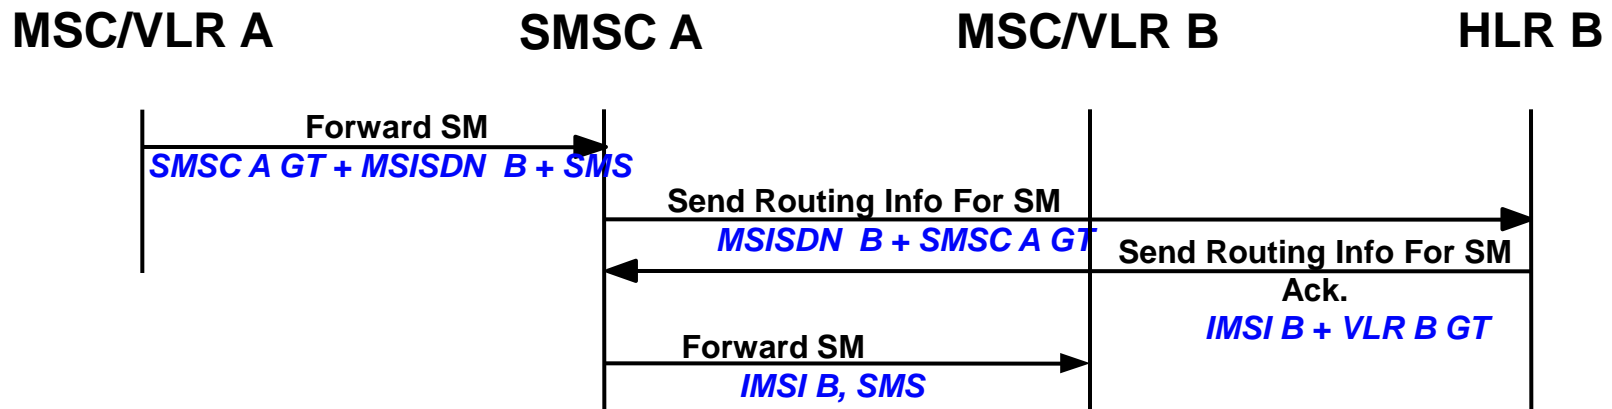 MSC/VLR A SMSC A MSC/VLR B HLR B
Forward SM
SMSC A GT + MSISDN B + SMS
Send Routing Info For SM
MSISDN B + SMSC A GT
Send Routing Info For SM
Ack.
IMSI B + VLR B GT
Forward SM
IMSI B, SMS